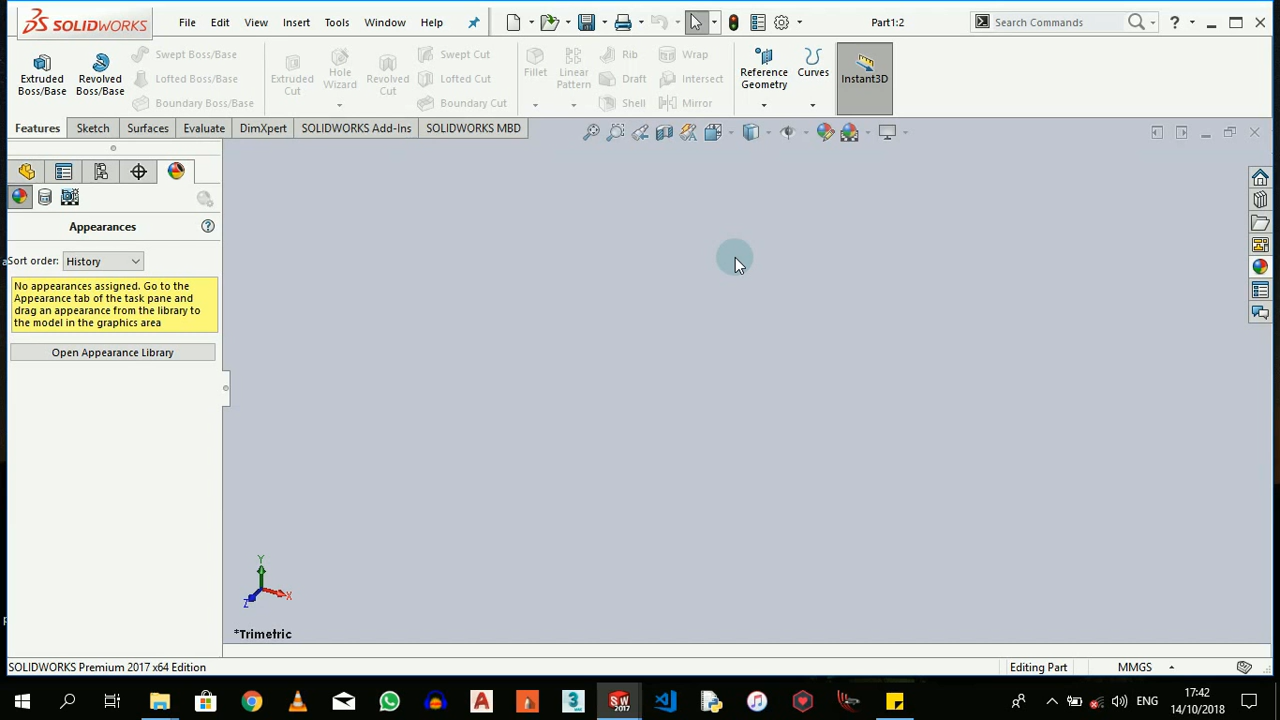 SOLIDWORKS File Edit View Insert Tools Window Help Part1:2 Search Commands
Extruded Boss/Base
Revolved Boss/Base
Swept Boss/Base
Lofted Boss/Base
Boundary Boss/Base
Extruded Cut
Hole Wizard
Revolved Cut
Swept Cut
Lofted Cut
Boundary Cut
Fillet
Linear Pattern
Rib
Draft
Shell
Wrap
Intersect
Mirror
Reference Geometry
Curves
Instant3D
Features Sketch Surfaces Evaluate DimXpert SOLIDWORKS Add-Ins SOLIDWORKS MBD
Appearances
Sort order: History
No appearances assigned. Go to the
Appearance tab of the task pane and
drag an appearance from the library to
the model in the graphics area
Open Appearance Library
Y
X
Z
*Trimetric
SOLIDWORKS Premium 2017 x64 Edition Editing Part MMGS
SW 2017
ENG
17:42
14/10/2018